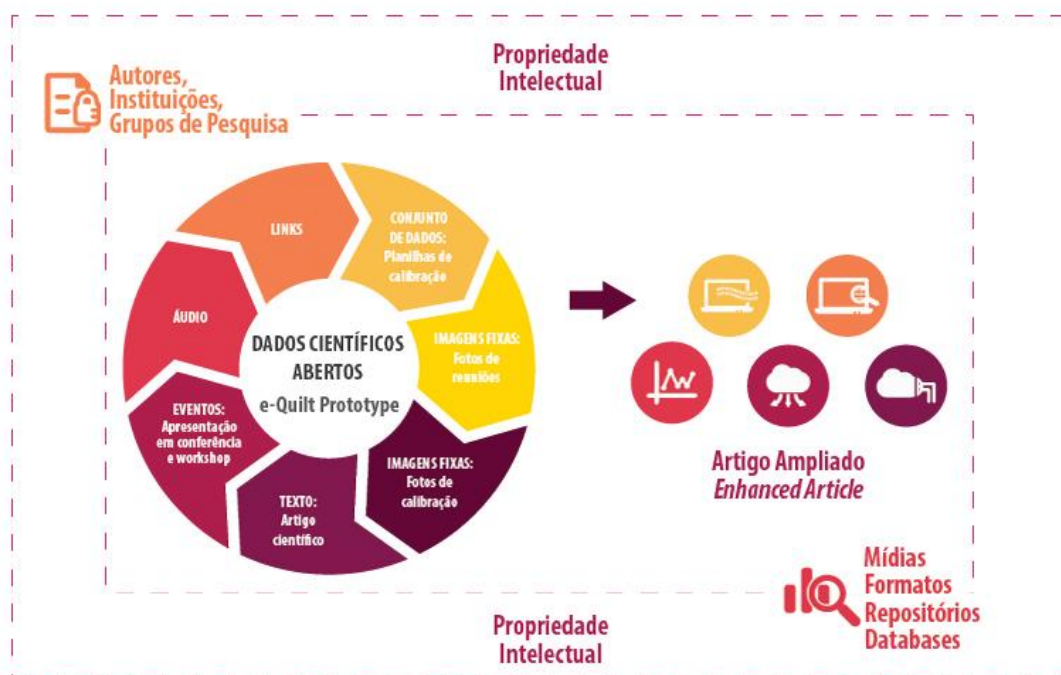 Propriedade
Intelectual
Autores,
Instituições,
Grupos de Pesquisa
LINKS
CONJUNTO
DE DADOS:
Planilhas de
calibração
IMAGENS FIXAS:
Fotos de
reuniões
IMAGENS FIXAS:
Fotos de
calibração
TEXTO:
Artigo
científico
EVENTOS:
Apresentação
em conferência
e workshop
ÁUDIO
DADOS CIENTÍFICOS
ABERTOS
e-Quilt Prototype
Artigo Ampliado
Enhanced Article
Mídias
Formatos
Repositórios
Databases
Propriedade
Intelectual